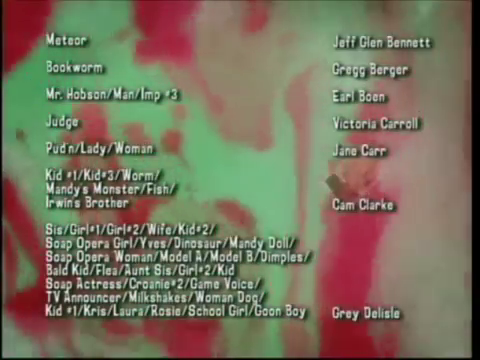 Meteor Jeff Glen Bennett
Bookworm Gregg Berger
Mr. Hobson/Man/Imp #3 Earl Boen
Judge Victoria Carroll
Pud'n/Lady/Woman Jane Carr
Kid #1/Kid#3/Worm/
Mandy's Monster/Fish/
Irwin's Brother Cam Clarke
Sis/Girl#1/Girl#2/Wife/Kid#2/
Soap Opera Girl/Yves/Dinosaur/Mandy Doll/
Soap Opera Woman/Model A/Model B/Dimples/
Bald Kid/Flea/Aunt Sis/Girl#2/Kid
Soap Actress/Croanie#2/Game Voice/
TV Announcer/Milkshakes/Woman Dog/
Kid #1/Kris/Laura/Rosie/School Girl/Goon Boy Grey Delisle